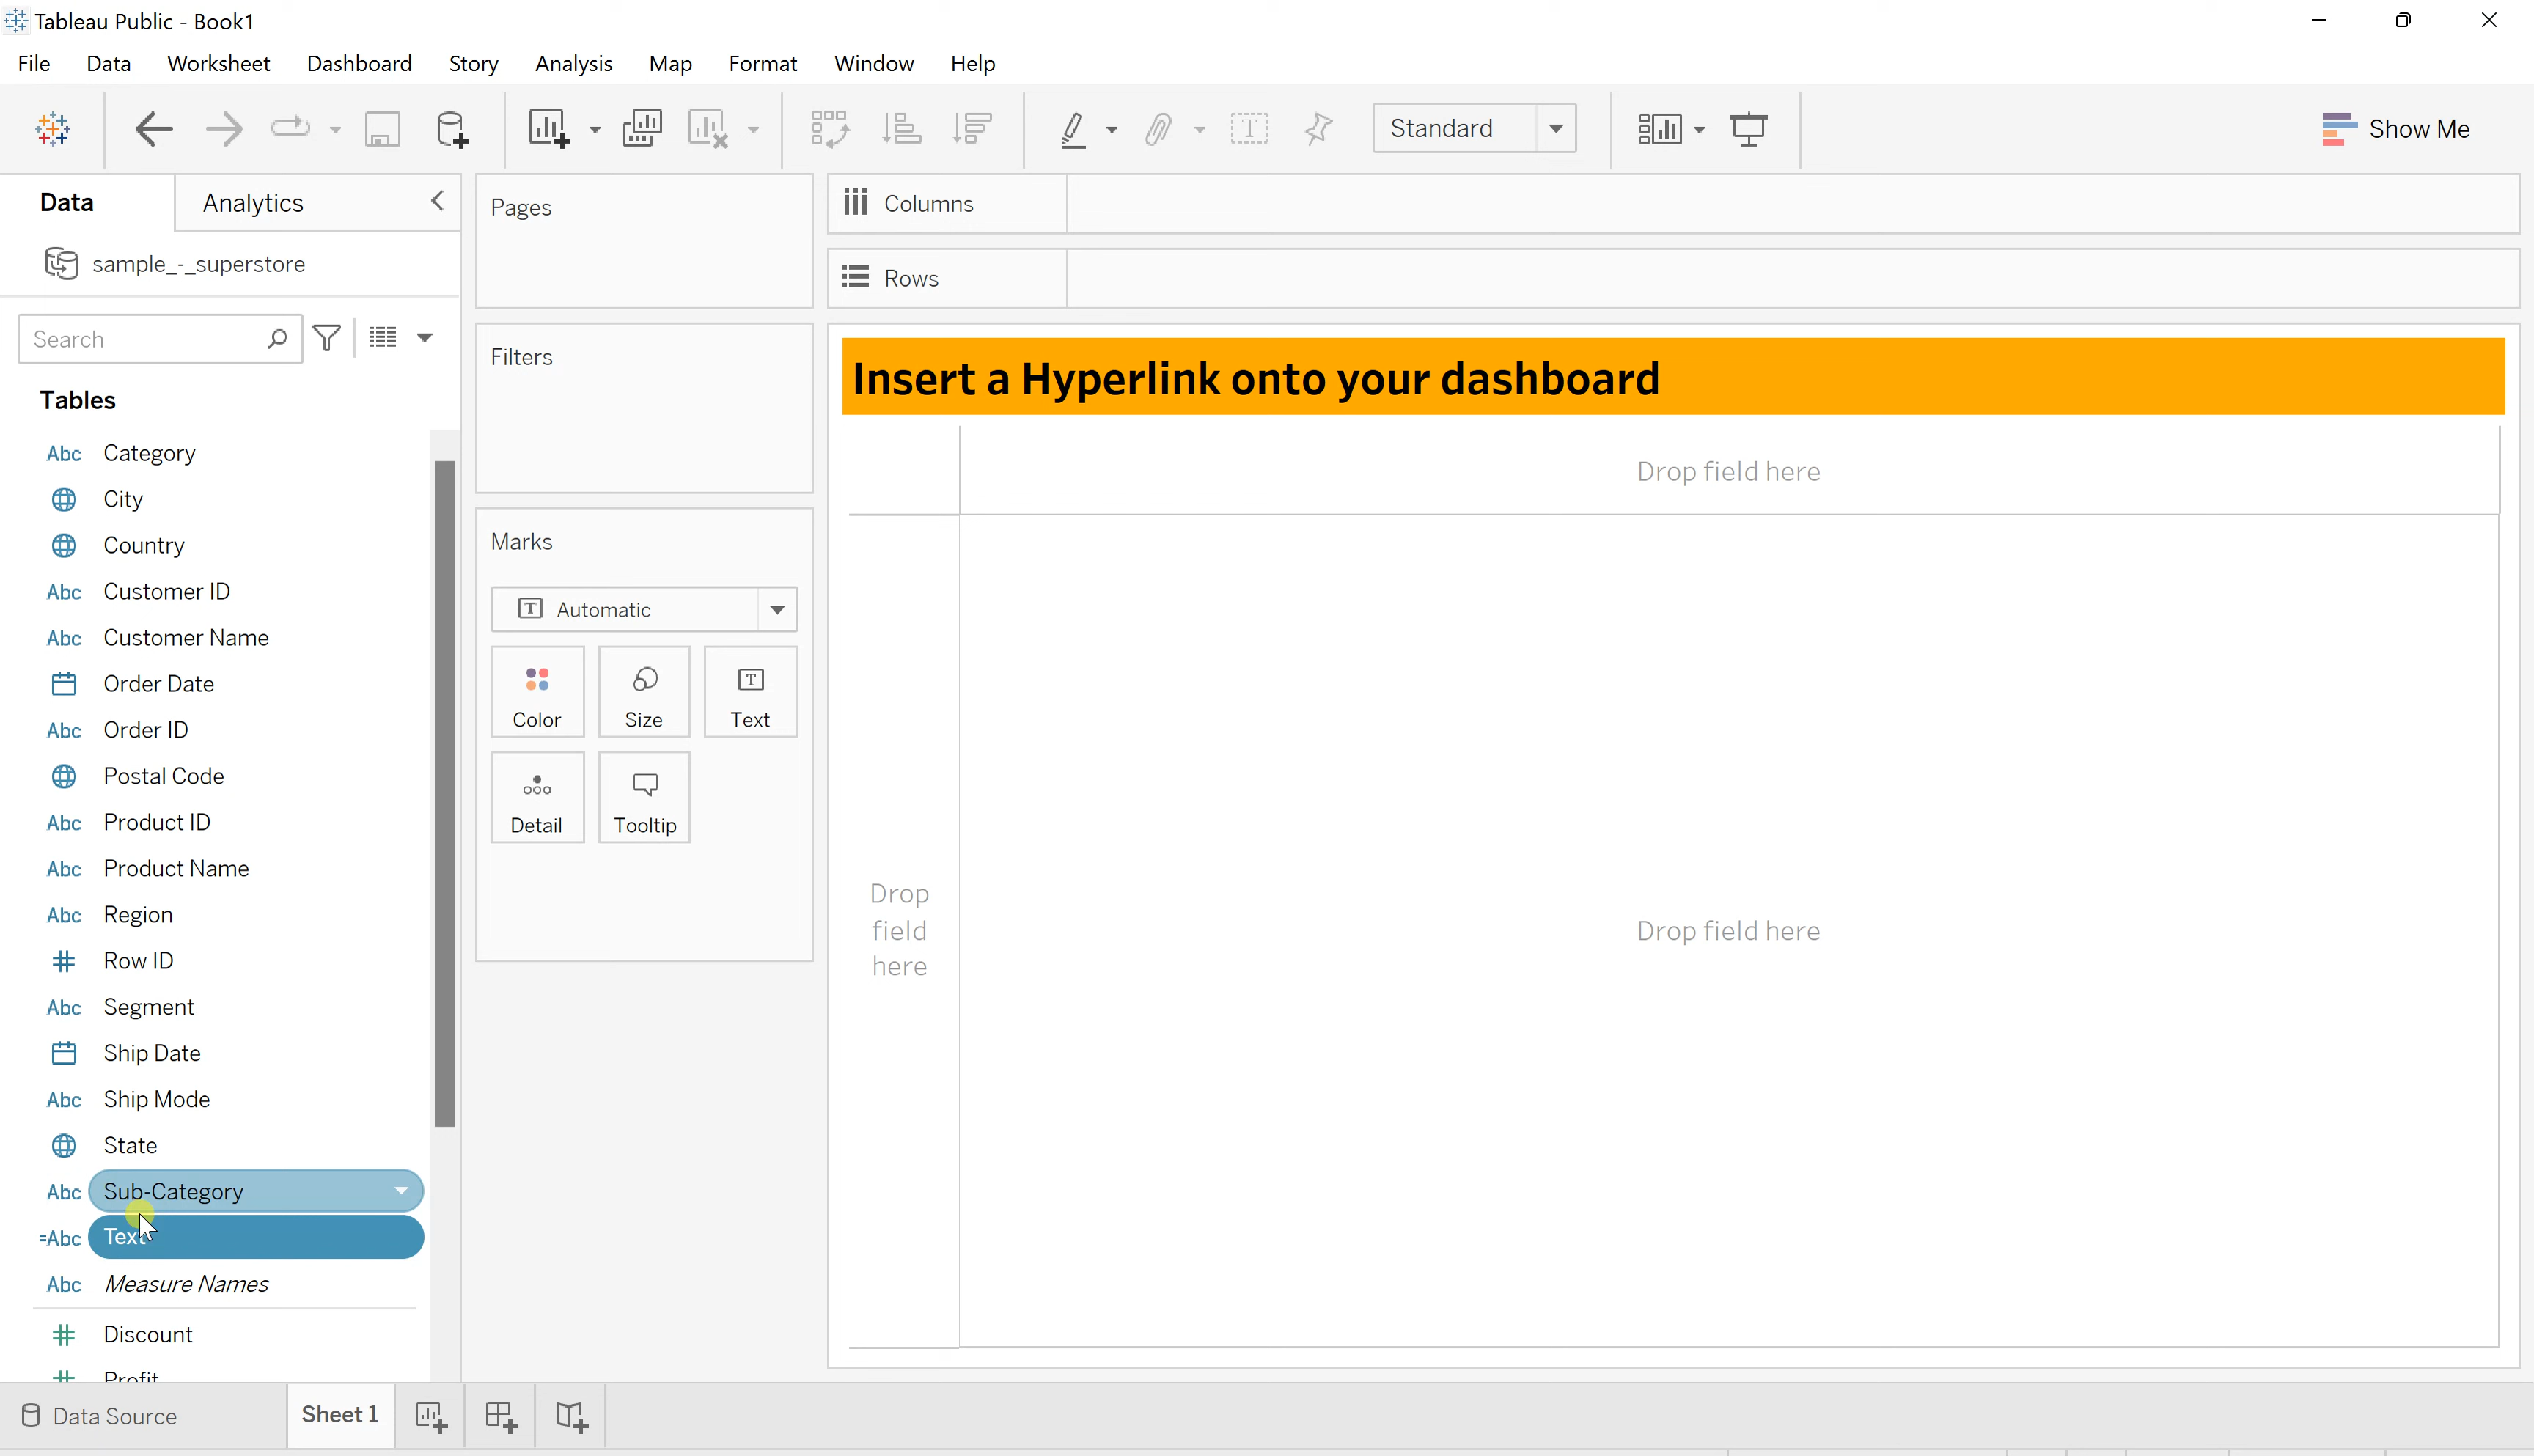 Tableau Public - Book1
File Data Worksheet Dashboard Story Analysis Map Format Window Help
Standard
Show Me
Data
Analytics
sample_-_superstore
Search
Tables
Abc Category
City
Country
Abc Customer ID
Abc Customer Name
Order Date
Abc Order ID
Postal Code
Abc Product ID
Abc Product Name
Abc Region
Row ID
Abc Segment
Ship Date
Abc Ship Mode
State
Abc Sub-Category
=Abc Text
Abc Measure Names
Discount
Profit
Pages
Filters
Marks
Automatic
Color Size Text
Detail Tooltip
Columns
Rows
Insert a Hyperlink onto your dashboard
Drop field here
Drop
field
here
Drop field here
Data Source
Sheet 1